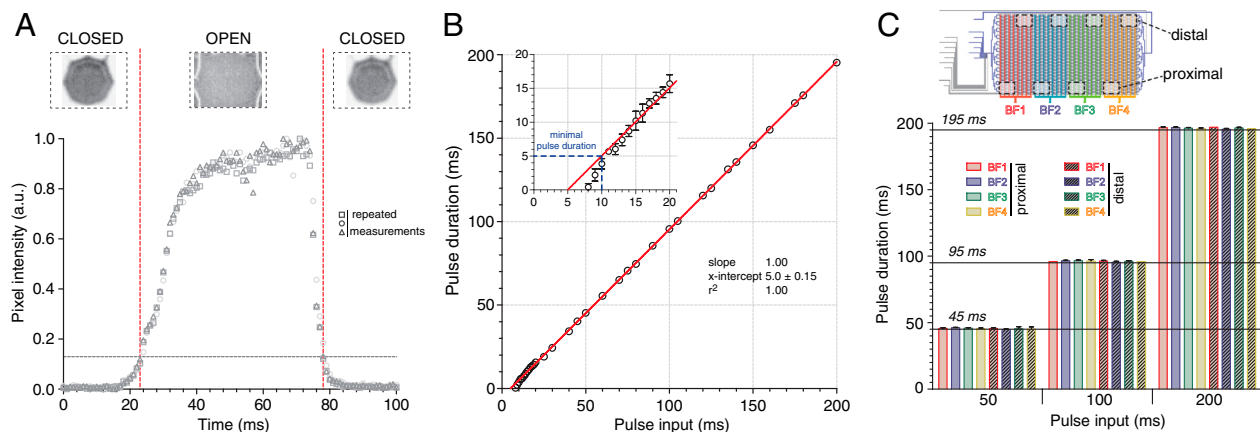 A
CLOSED
OPEN
CLOSED
Pixel intensity (a.u.)
1.0
0.8
0.6
0.4
0.2
0.0
0
20
40
60
80
100
Time (ms)
repeated
measurements
B
Pulse duration (ms)
200
150
100
50
0
0
50
100
150
200
Pulse input (ms)
20
15
10
5
0
0
5
10
15
20
minimal
pulse duration
slope 1.00
x-intercept 5.0 ± 0.15
r² 1.00
C
distal
proximal
BF1 BF2 BF3 BF4
Pulse duration (ms)
200
150
100
50
0
195 ms
95 ms
45 ms
BF1
BF2
BF3
BF4
proximal
BF1
BF2
BF3
BF4
distal
50
100
200
Pulse input (ms)